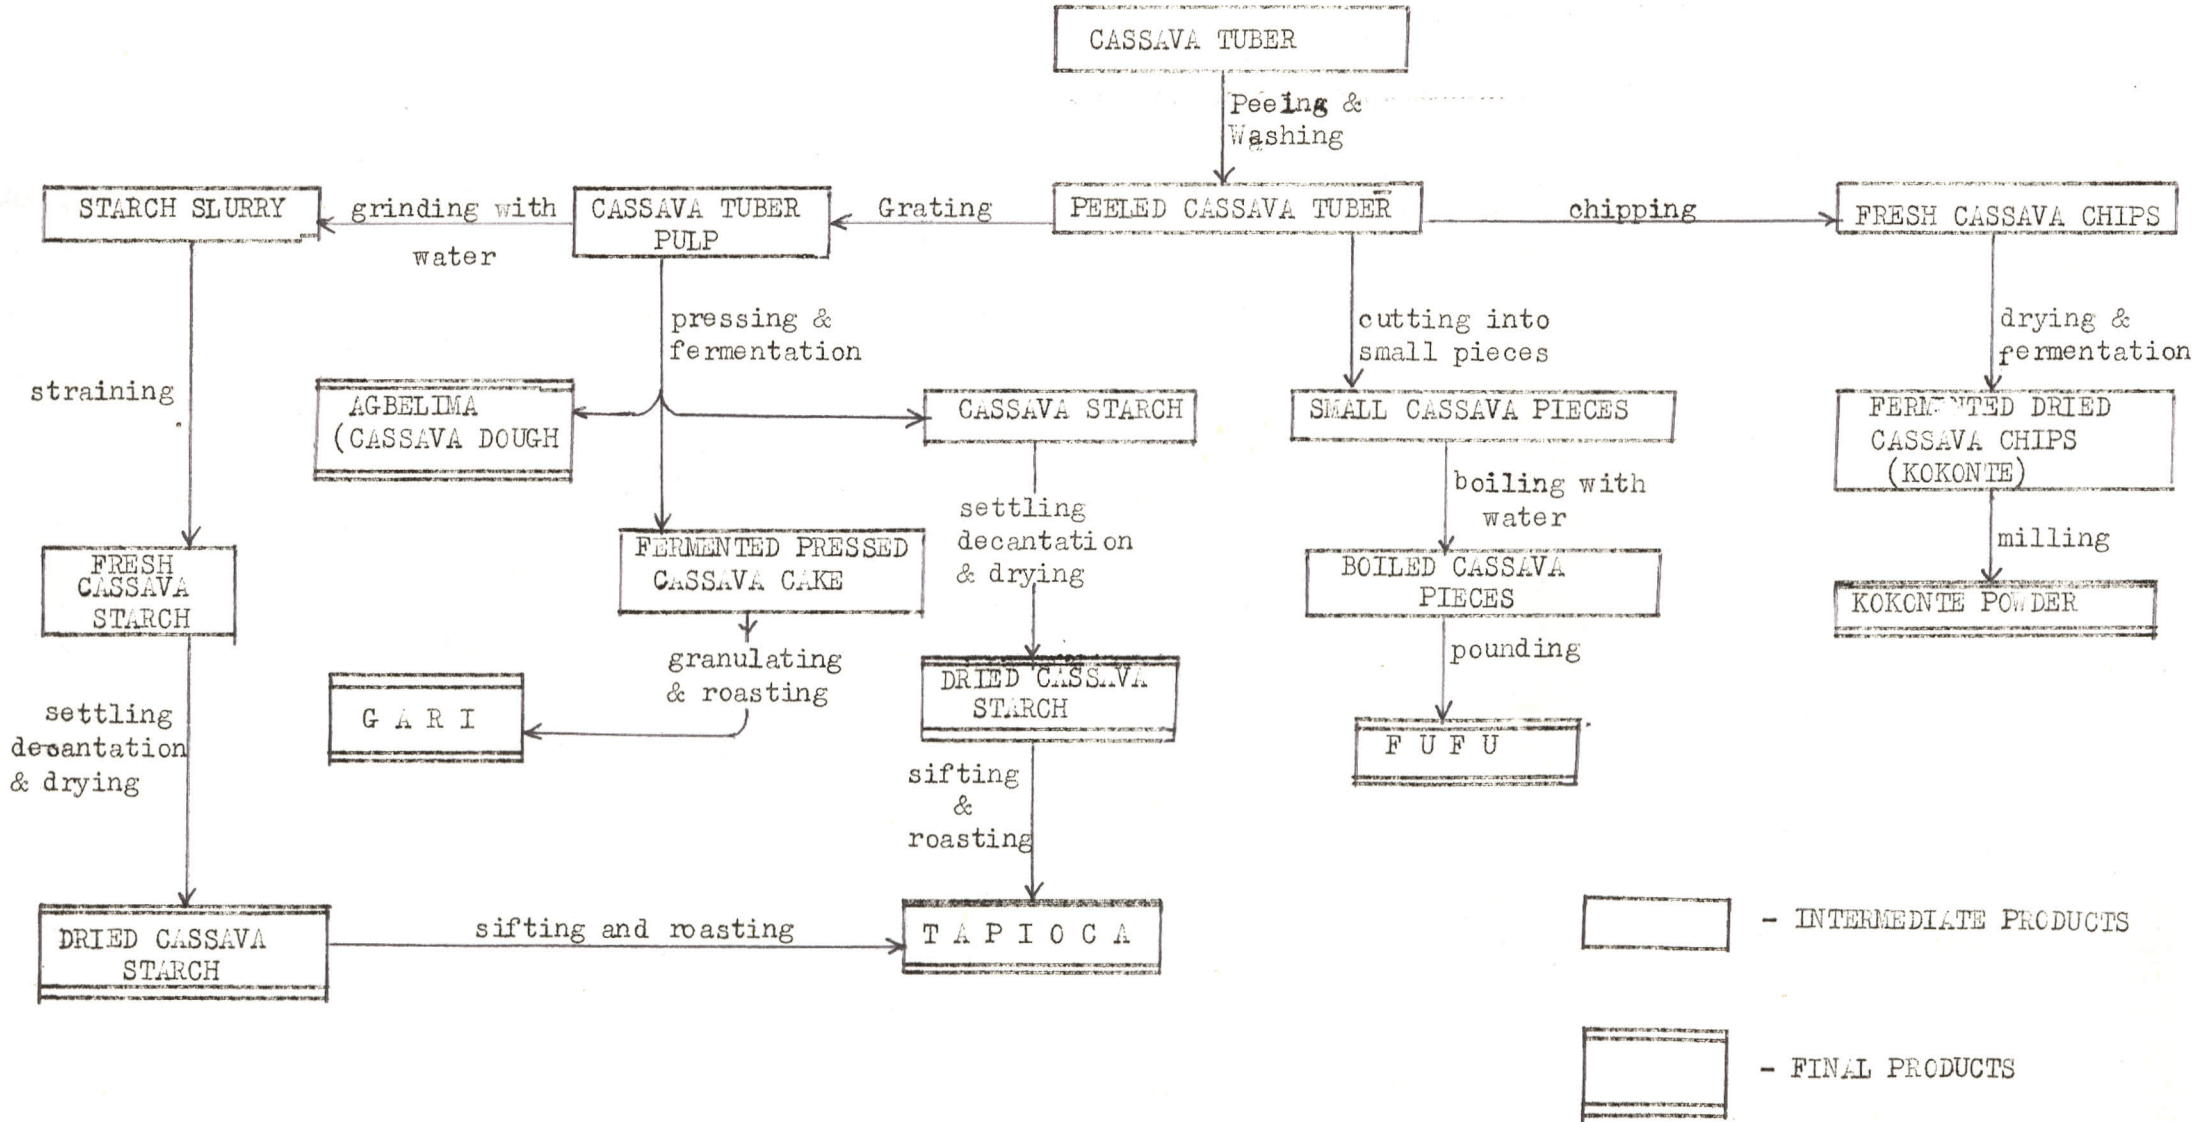 CASSAVA TUBER
Peeing &
Washing
STARCH SLURRY
grinding with
water
CASSAVA TUBER
PULP
Grating
PEELED CASSAVA TUBER
chipping
FRESH CASSAVA CHIPS
straining
pressing &
fermentation
cutting into
small pieces
drying &
fermentation
AGBELIMA
(CASSAVA DOUGH
CASSAVA STARCH
SMALL CASSAVA PIECES
FERMENTED DRIED
CASSAVA CHIPS
(KOKONTE)
settling
decantation
& drying
boiling with
water
milling
FRESH
CASSAVA
STARCH
FERMENTED PRESSED
CASSAVA CAKE
BOILED CASSAVA
PIECES
KOKONTE POWDER
granulating
& roasting
pounding
settling
decantation
& drying
G A R I
DRIED CASSAVA
STARCH
F U F U
sifting
&
roasting
DRIED CASSAVA
STARCH
sifting and roasting
T A P I O C A
- INTERMEDIATE PRODUCTS
- FINAL PRODUCTS